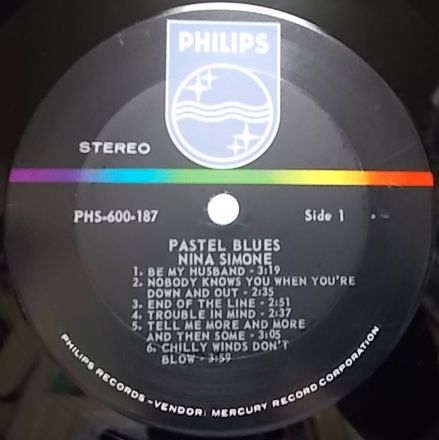 PHILIPS
STEREO
PHS-600-187
Side 1
PASTEL BLUES
NINA SIMONE
1. BE MY HUSBAND - 3:19
2. NOBODY KNOWS YOU WHEN YOU'RE
DOWN AND OUT - 2:35
3. END OF THE LINE - 2:51
4. TROUBLE IN MIND - 2:37
5. TELL ME MORE AND MORE
AND THEN SOME - 3:05
6. CHILLY WINDS DON'T
BLOW - 3:59
PHILIPS RECORDS - VENDOR: MERCURY RECORD CORPORATION